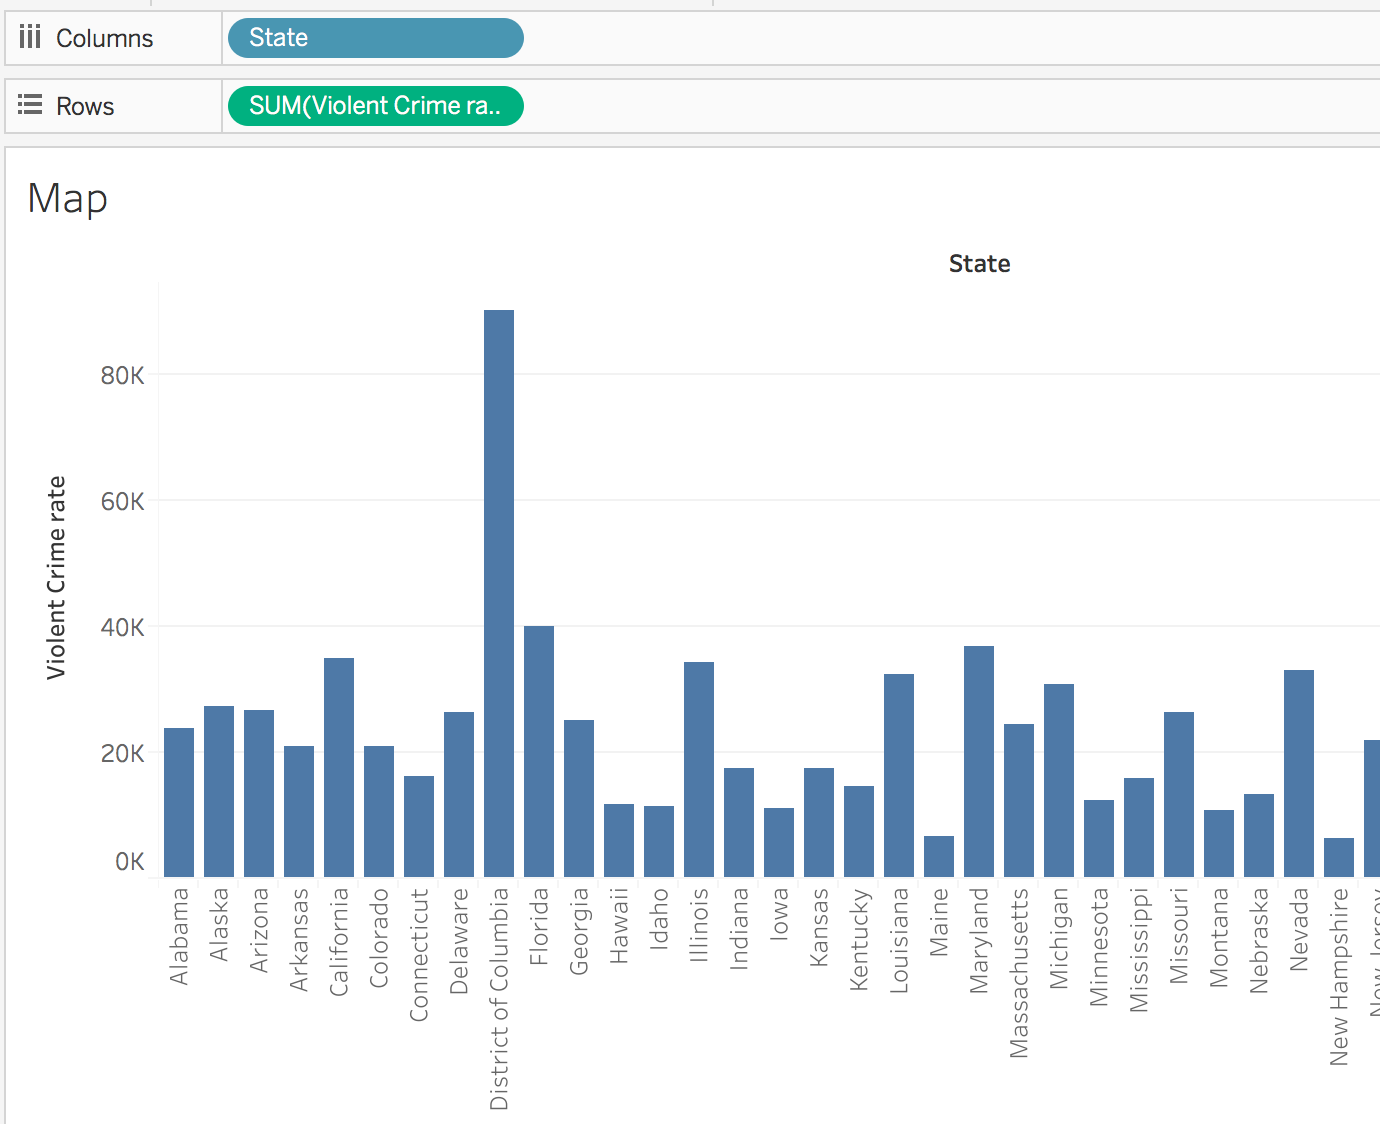 Columns
State
Rows
SUM(Violent Crime ra..
Map
State
Violent Crime rate
80K
60K
40K
20K
0K
Alabama
Alaska
Arizona
Arkansas
California
Colorado
Connecticut
Delaware
District of Columbia
Florida
Georgia
Hawaii
Idaho
Illinois
Indiana
Iowa
Kansas
Kentucky
Louisiana
Maine
Maryland
Massachusetts
Michigan
Minnesota
Mississippi
Missouri
Montana
Nebraska
Nevada
New Hampshire
New Jersey